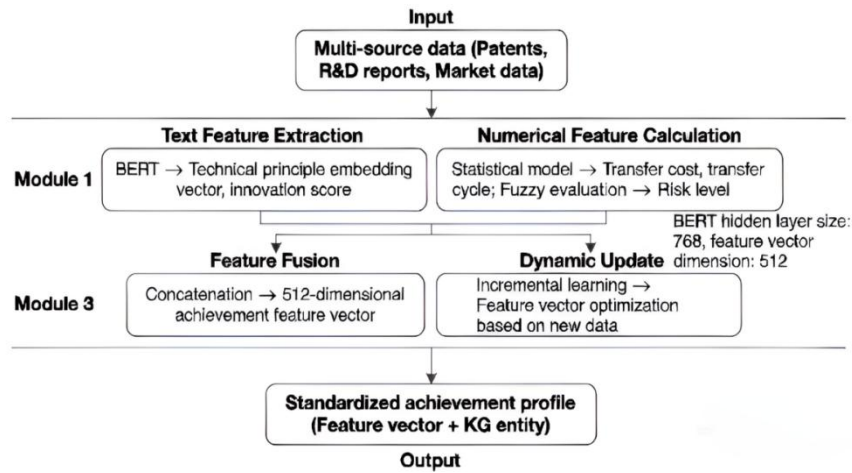 Input
Multi-source data (Patents,
R&D reports, Market data)
Text Feature Extraction
Numerical Feature Calculation
Module 1
BERT → Technical principle embedding
vector, innovation score
Statistical model → Transfer cost, transfer
cycle; Fuzzy evaluation → Risk level
BERT hidden layer size:
768, feature vector
dimension: 512
Feature Fusion
Dynamic Update
Module 3
Concatenation → 512-dimensional
achievement feature vector
Incremental learning →
Feature vector optimization
based on new data
Standardized achievement profile
(Feature vector + KG entity)
Output